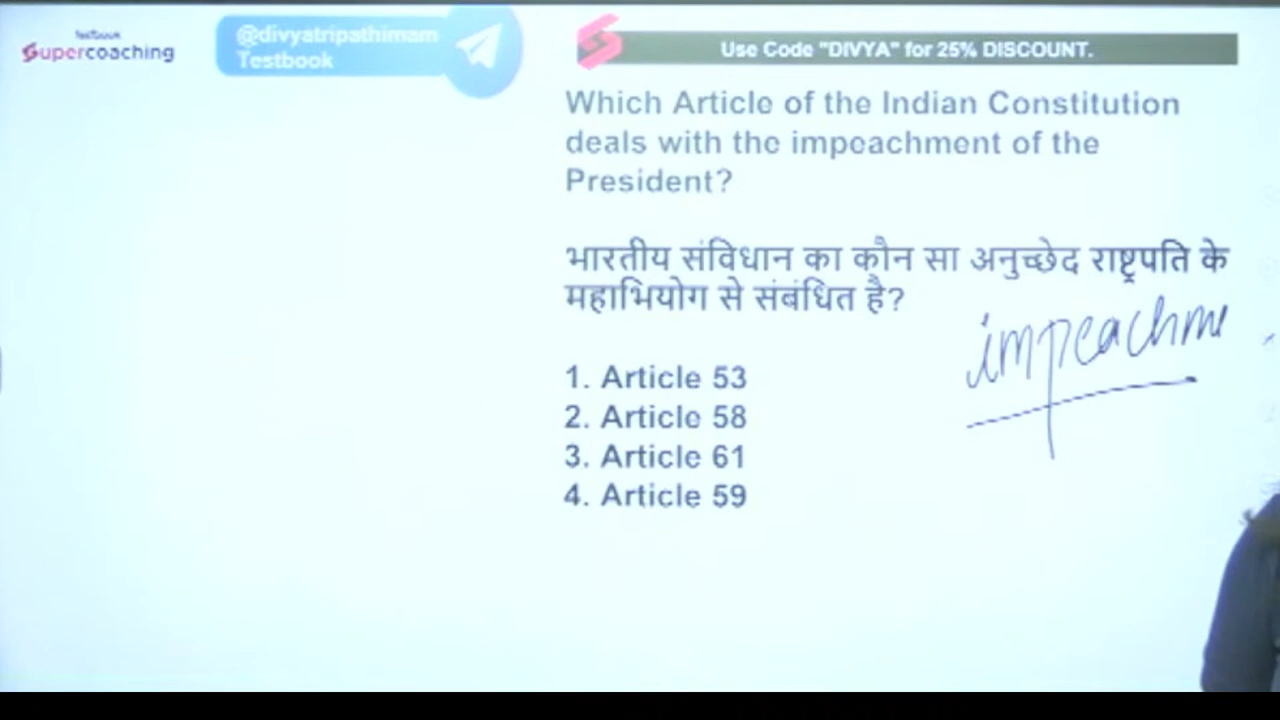 testbook
Supercoaching
@divyatripathimam
Testbook
Use Code "DIVYA" for 25% DISCOUNT.
Which Article of the Indian Constitution
deals with the impeachment of the
President?
भारतीय संविधान का कौन सा अनुच्छेद राष्ट्रपति के
महाभियोग से संबंधित है?
impeachme
1. Article 53
2. Article 58
3. Article 61
4. Article 59